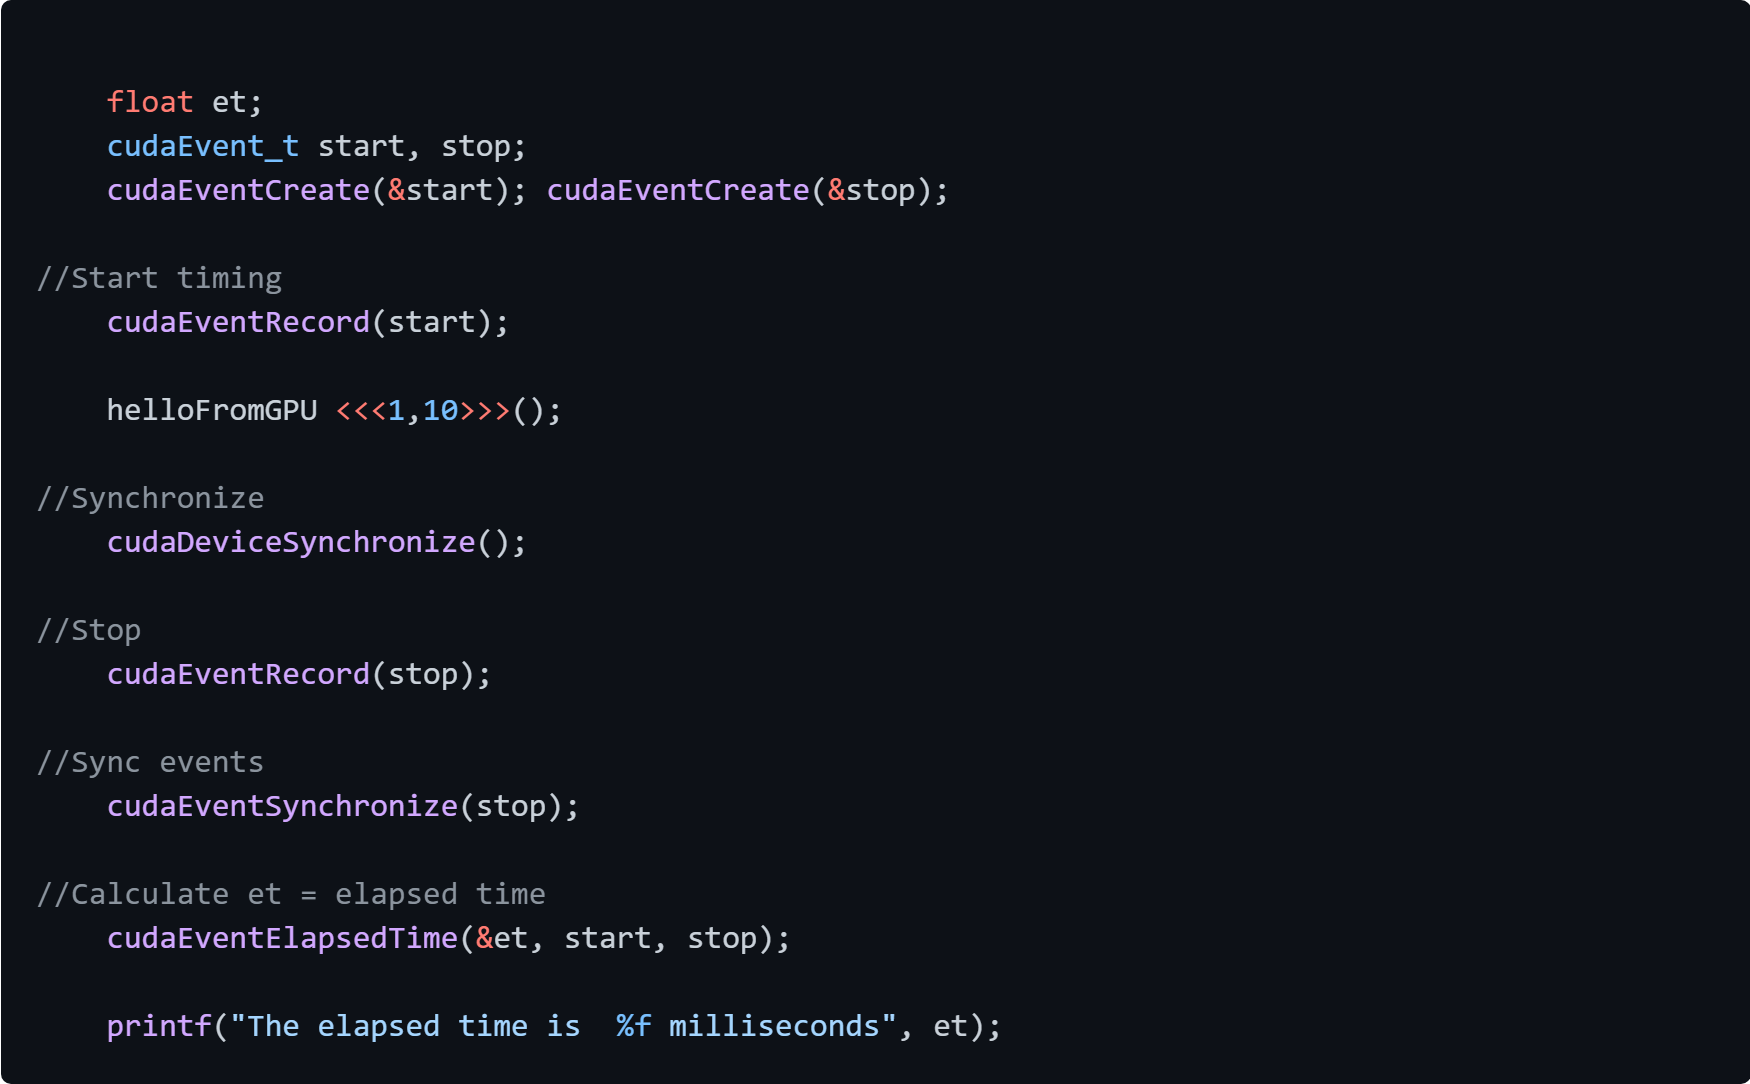 float et;
cudaEvent_t start, stop;
cudaEventCreate(&start); cudaEventCreate(&stop);
//Start timing
cudaEventRecord(start);
helloFromGPU <<<1,10>>>();
//Synchronize
cudaDeviceSynchronize();
//Stop
cudaEventRecord(stop);
//Sync events
cudaEventSynchronize(stop);
//Calculate et = elapsed time
cudaEventElapsedTime(&et, start, stop);
printf("The elapsed time is  %f milliseconds", et);